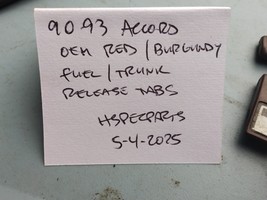 90.93 ACCORD
OEM RED/BURGUNDY
FUEL/TRUNK
RELEASE TABS
HSPECPARTS
5-4-2025